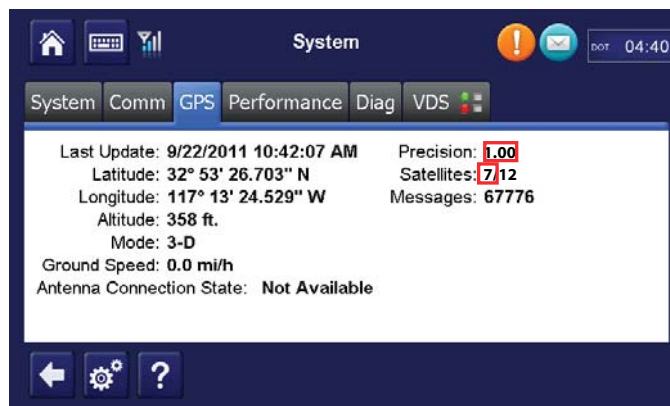 System
DOT 04:40
System Comm GPS Performance Diag VDS
Last Update: 9/22/2011 10:42:07 AM
Latitude: 32° 53' 26.703" N
Longitude: 117° 13' 24.529" W
Altitude: 358 ft.
Mode: 3-D
Ground Speed: 0.0 mi/h
Antenna Connection State: Not Available
Precision: 1.00
Satellites: 7/12
Messages: 67776
?